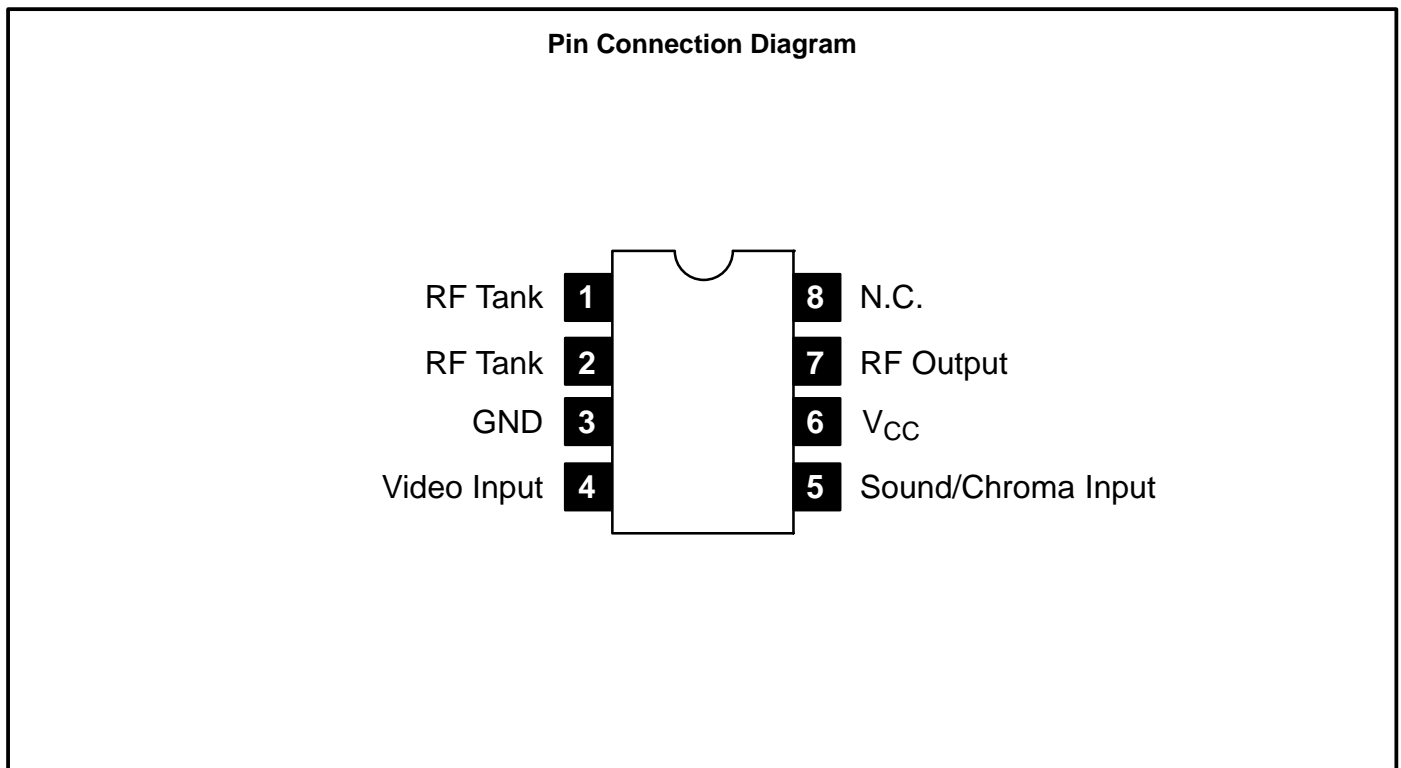 Pin Connection Diagram
RF Tank 1 8 N.C.
RF Tank 2 7 RF Output
GND 3 6 VCC
Video Input 4 5 Sound/Chroma Input